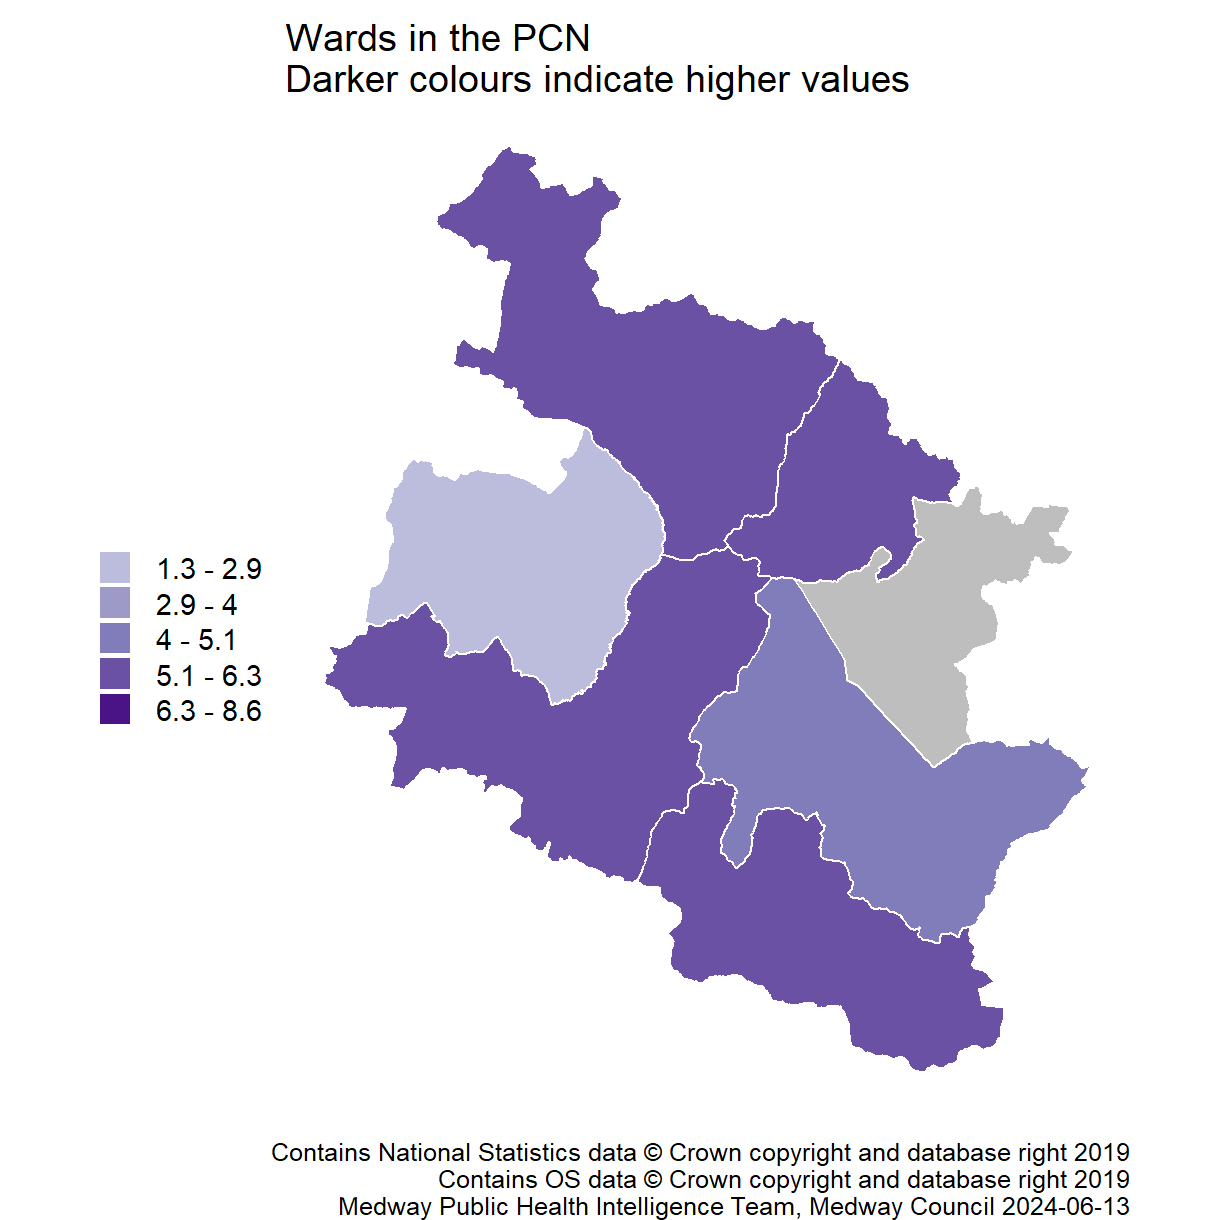 Wards in the PCN
Darker colours indicate higher values
1.3 - 2.9
2.9 - 4
4 - 5.1
5.1 - 6.3
6.3 - 8.6
Contains National Statistics data © Crown copyright and database right 2019
Contains OS data © Crown copyright and database right 2019
Medway Public Health Intelligence Team, Medway Council 2024-06-13